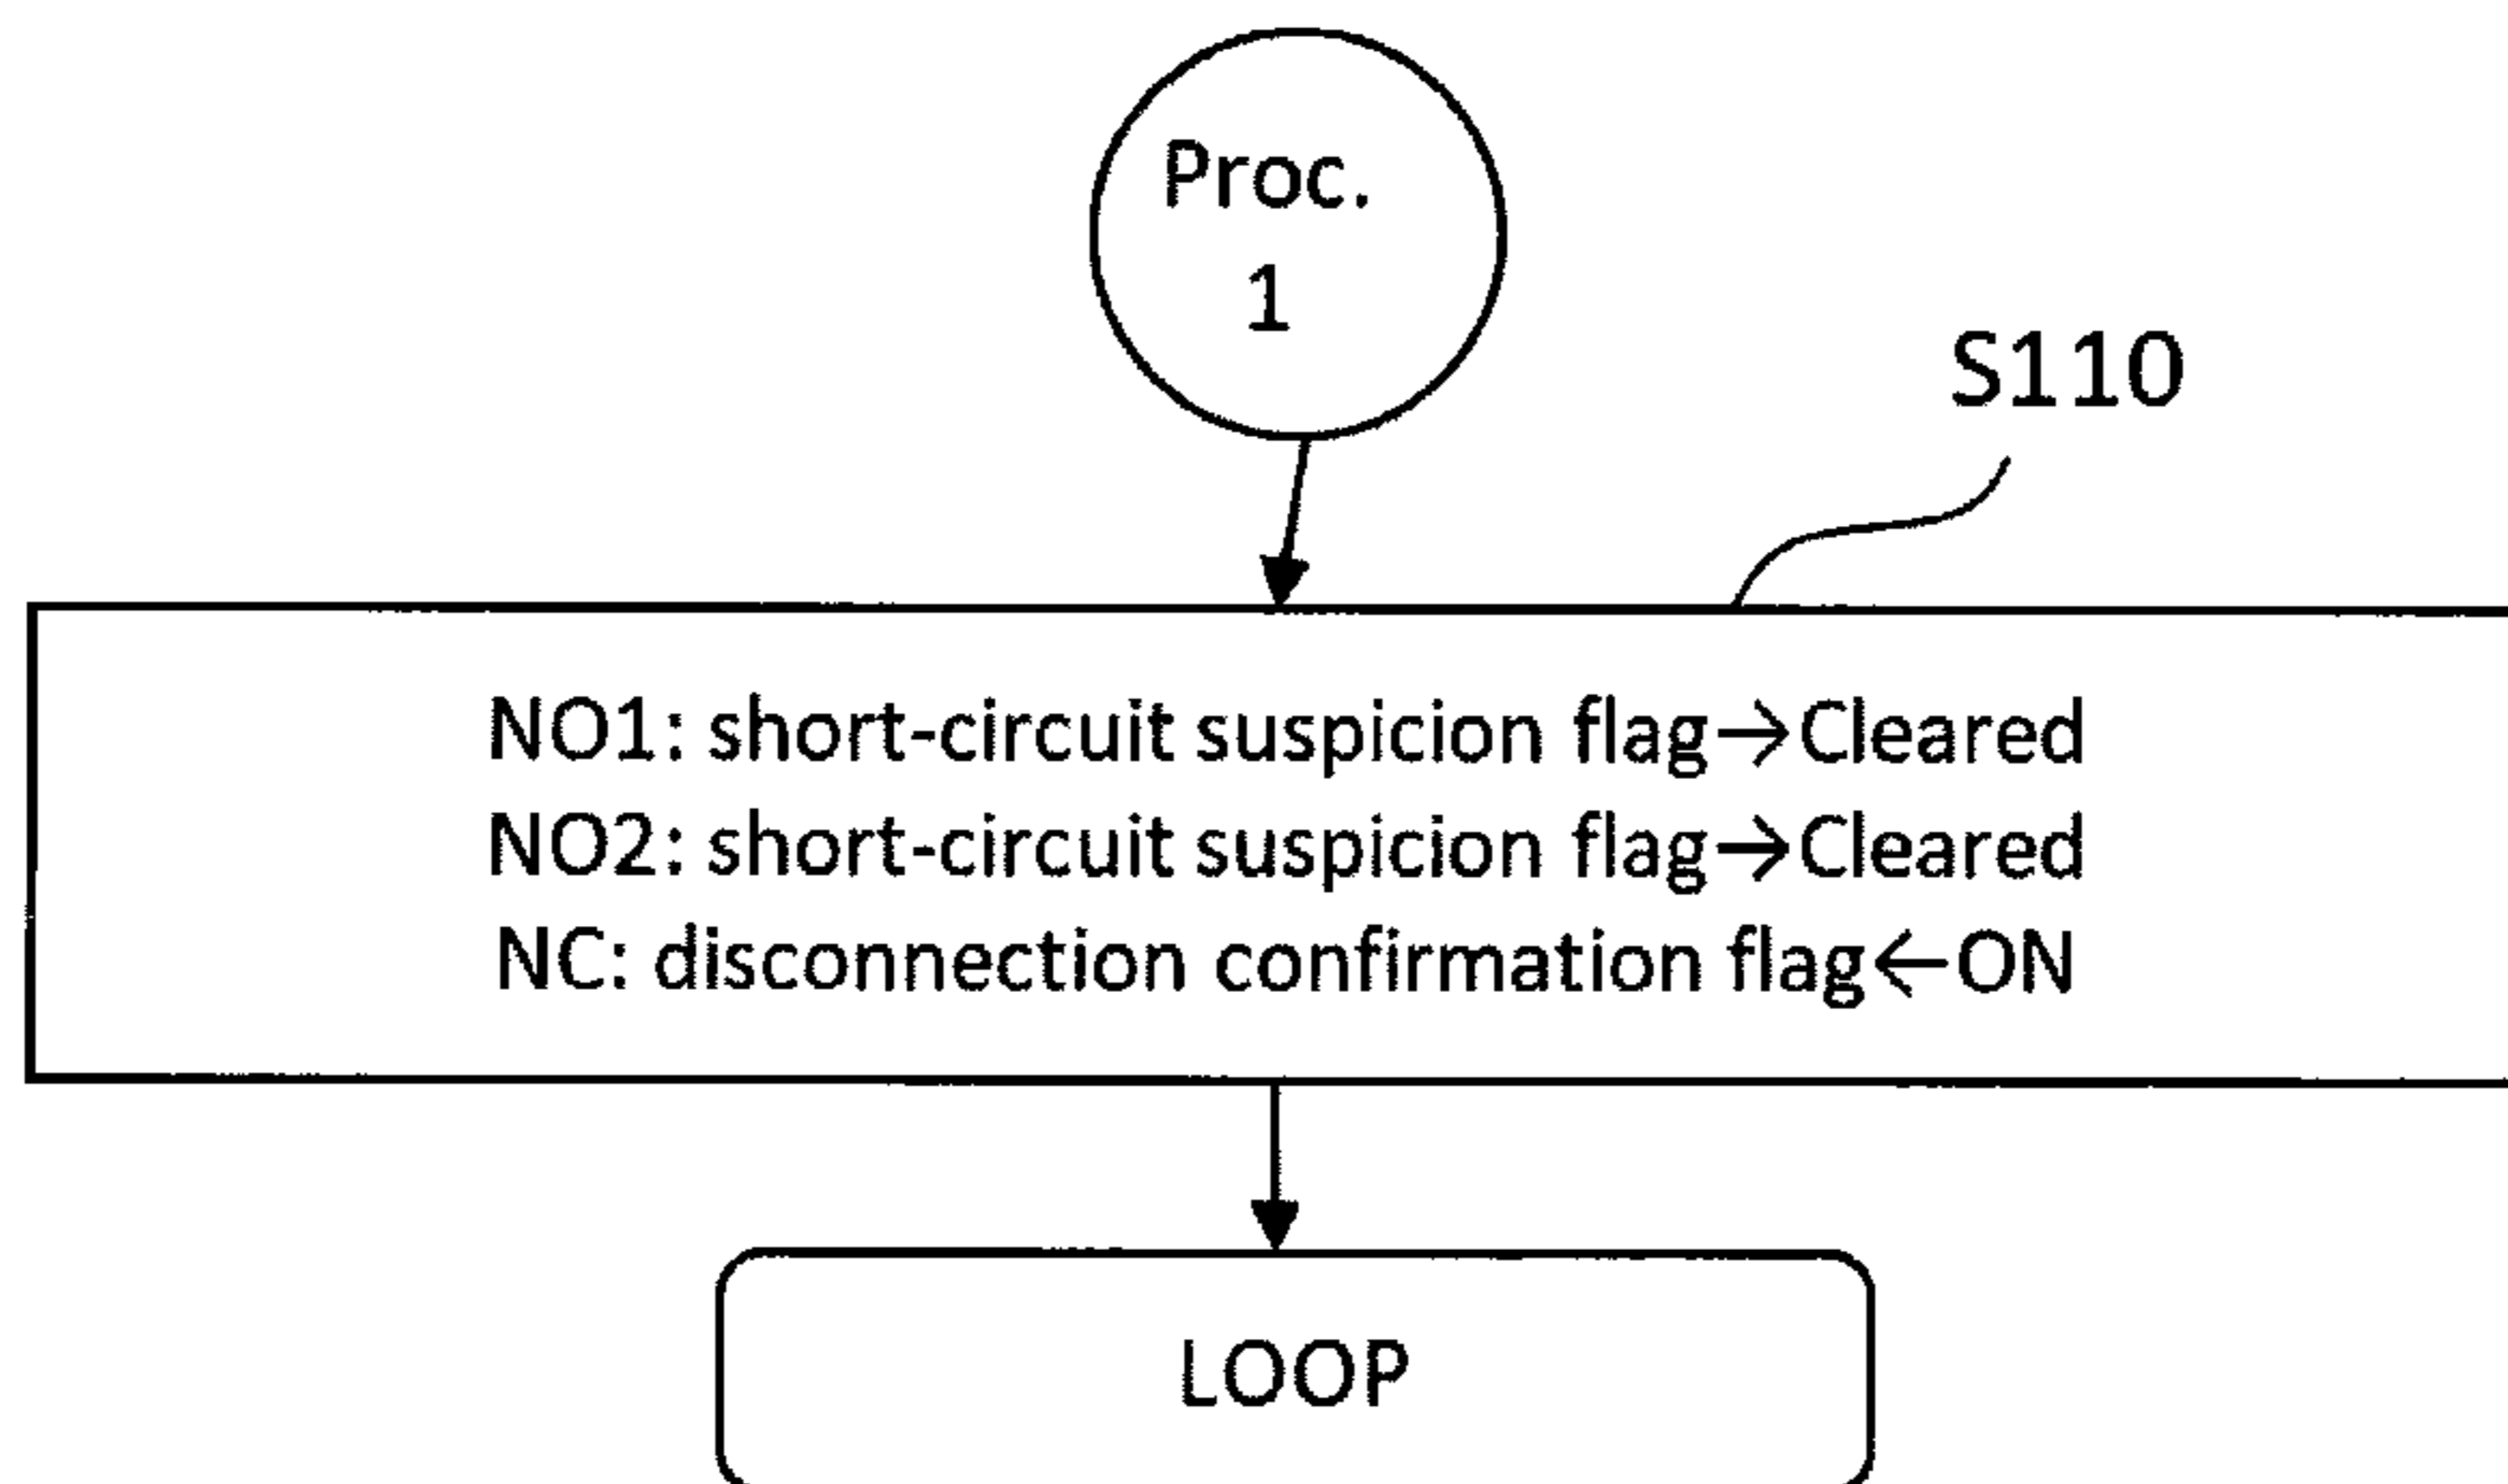 Proc.
1
S110
NO1: short-circuit suspicion flag→Cleared
NO2: short-circuit suspicion flag→Cleared
NC: disconnection confirmation flag←ON
LOOP